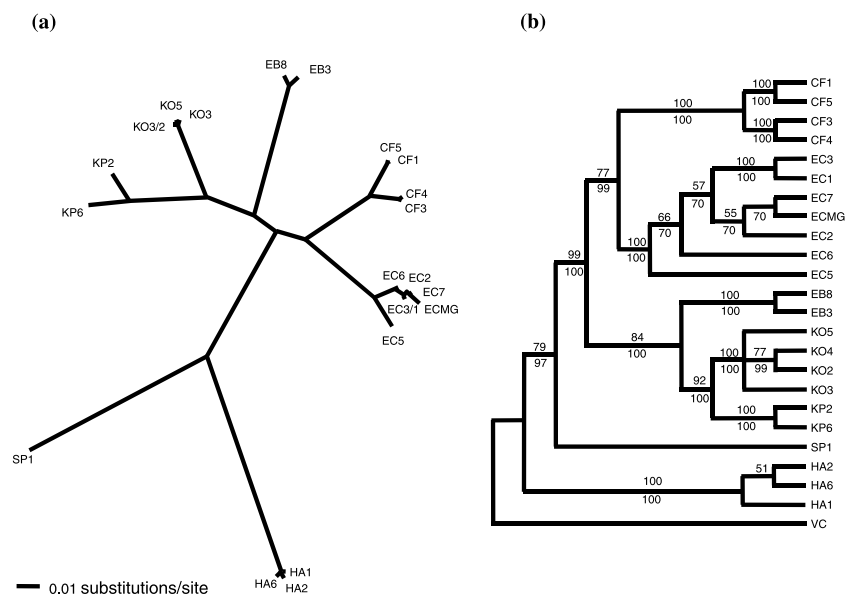 (a)
(b)
EB8
EB3
KO5
KO3
KO3/2
KP2
KP6
CF5
CF1
CF4
CF3
EC6
EC2
EC7
EC3/1
ECMG
EC5
SP1
HA1
HA6
HA2
0.01 substitutions/site
CF1
CF5
CF3
CF4
EC3
EC1
EC7
ECMG
EC2
EC6
EC5
EB8
EB3
KO5
KO4
KO2
KO3
KP2
KP6
SP1
HA2
HA6
HA1
VC
100
100
100
100
100
100
100
100
77
99
57
70
55
70
70
66
70
100
100
99
100
100
100
84
100
100
100
77
99
92
100
100
100
79
97
51
100
100